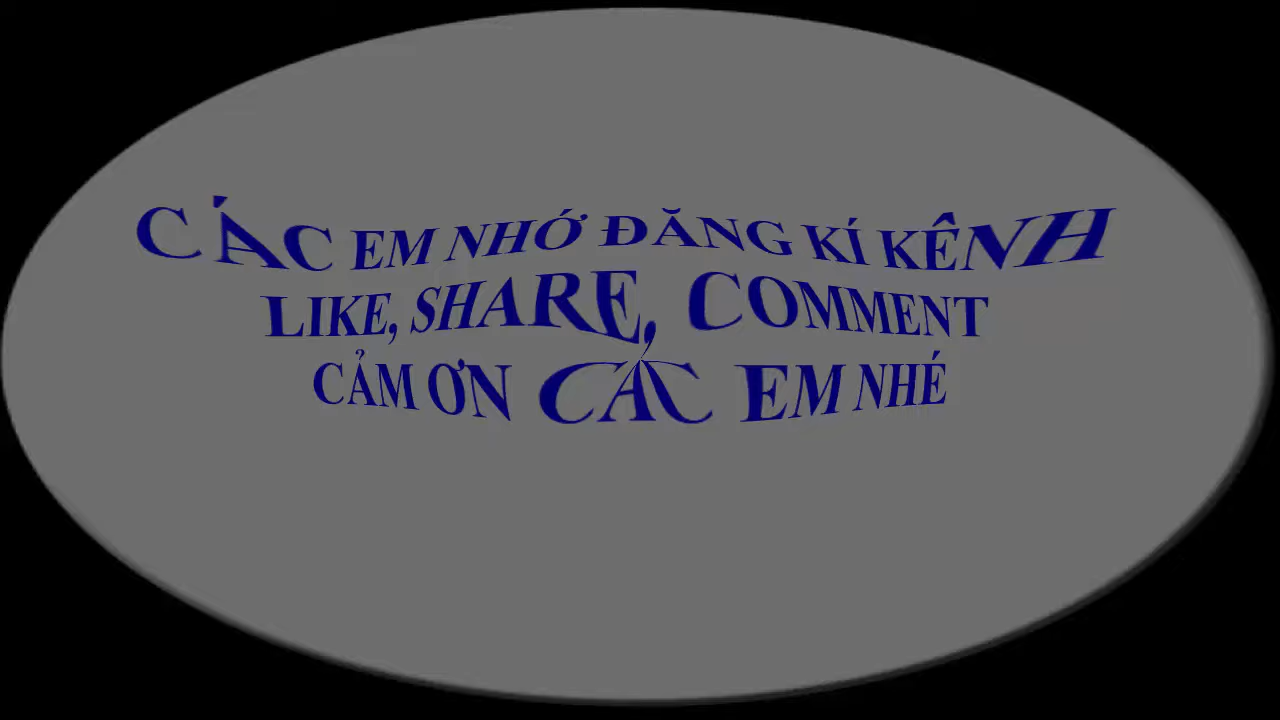 CÁC EM NHỚ ĐĂNG KÍ KÊNH
LIKE, SHARE, COMMENT
CẢM ƠN CÁC EM NHÉ